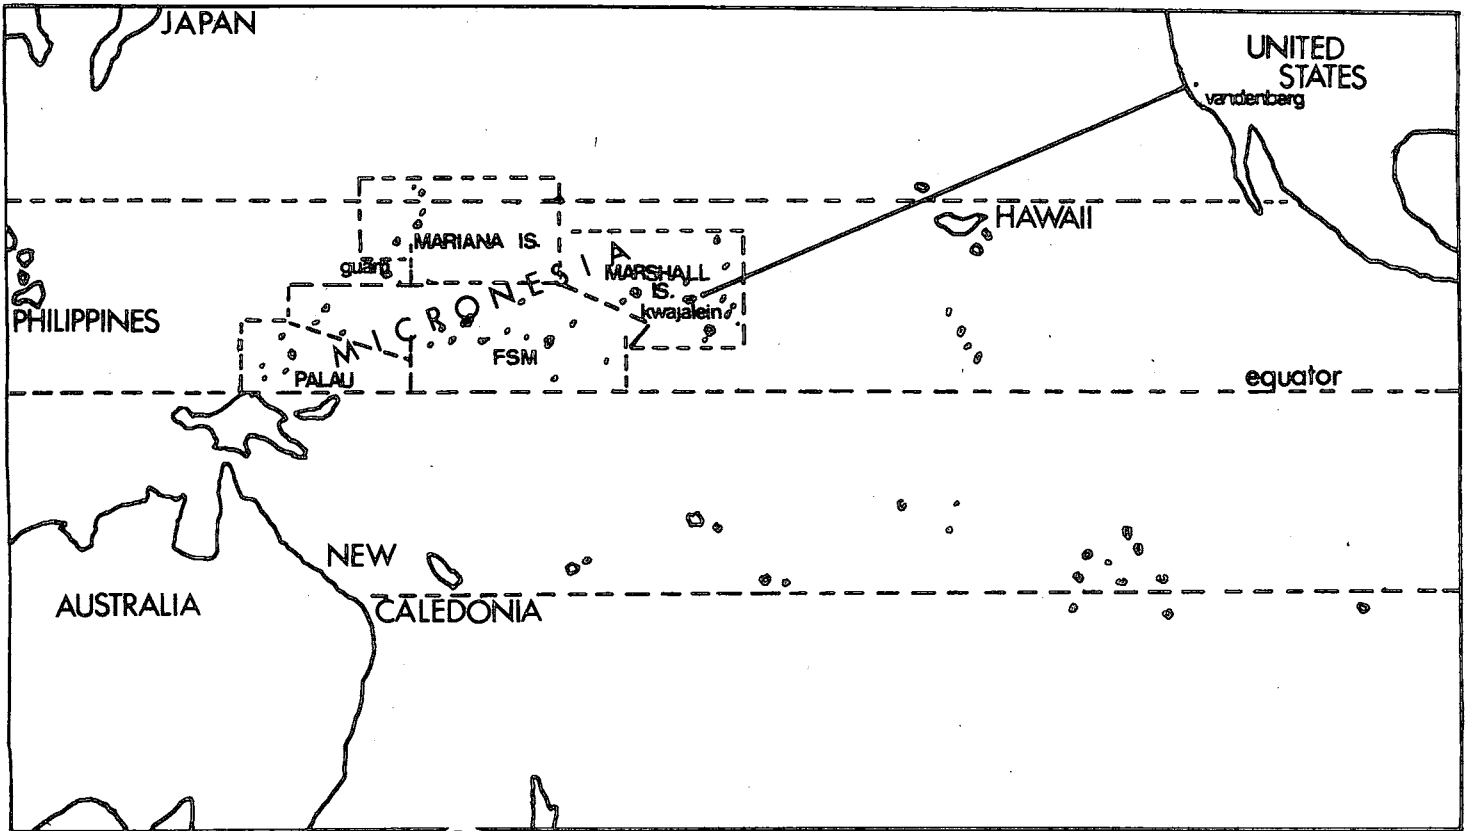 JAPAN
UNITED
STATES
vandenberg
HAWAII
MARIANA IS.
guam
MICRONESIA
MARSHALL
IS.
kwajalein
PHILIPPINES
FSM
PALAU
equator
NEW
CALEDONIA
AUSTRALIA